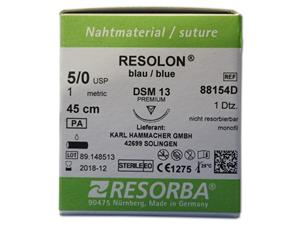 Nahtmaterial / suture
RESOLON®
blau / blue
5/0 USP
1 metric
45 cm
PA
DSM 13
PREMIUM
REF
88154D
1 Dtz.
nicht resorbierbar
monofil
Lieferant:
KARL HAMMACHER GMBH
42699 SOLINGEN
LOT 89.148513
2018-12
STERILE EO
CE 1275
RESORBA®
90475 Nürnberg, Made in Germany